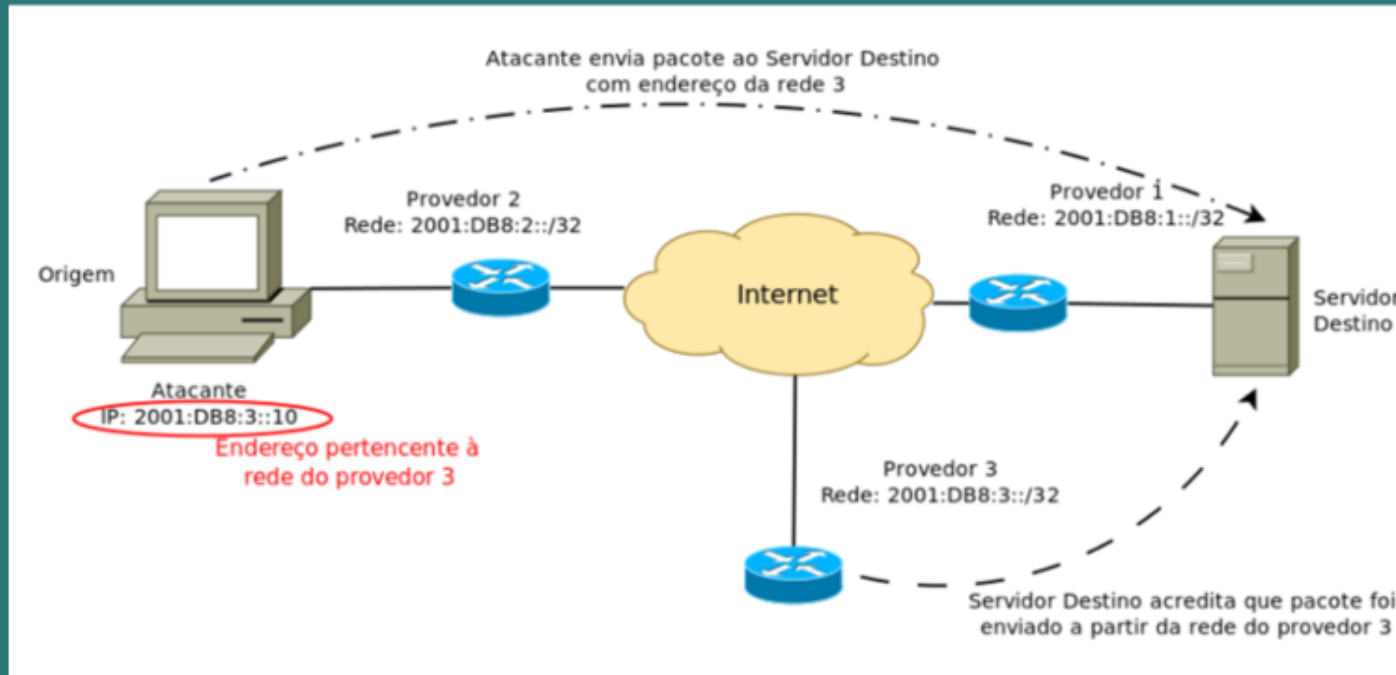 Atacante envia pacote ao Servidor Destino
com endereço da rede 3
Provedor 2
Rede: 2001:DB8:2::/32
Provedor 1
Rede: 2001:DB8:1::/32
Origem
Internet
Servidor
Destino
Atacante
IP: 2001:DB8:3::10
Endereço pertencente à
rede do provedor 3
Provedor 3
Rede: 2001:DB8:3::/32
Servidor Destino acredita que pacote foi
enviado a partir da rede do provedor 3